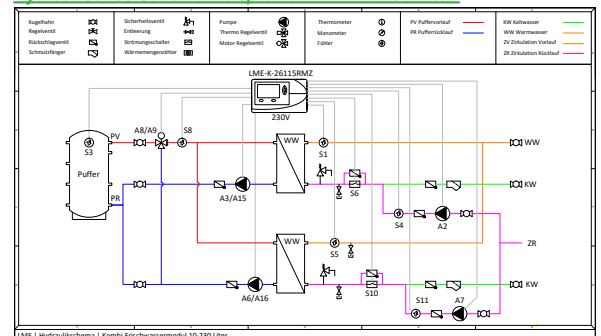 Kugelhahn
Regelventil
Rückschlagventil
Schmutzfänger
Sicherheitsventil
Entleerung
Strömungsschalter
Wärmemengenzähler
Pumpe
Thermo Regelventil
Motor Regelventil
Thermometer
Manometer
Fühler
PV Puffervorlauf
PR Pufferrücklauf
KW Kaltwasser
WW Warmwasser
ZV Zirkulation Vorlauf
ZR Zirkulation Rücklauf
LME-K-26115RMZ
230V
PV
A8/A9
S8
WW
S1
WW
S3
Puffer
PR
A3/A15
S6
KW
S4
A2
WW
S5
ZR
A6/A16
S10
KW
S11
A7
LME | Hydraulikschema | Kombi Frischwassermodul 10-230 Liter